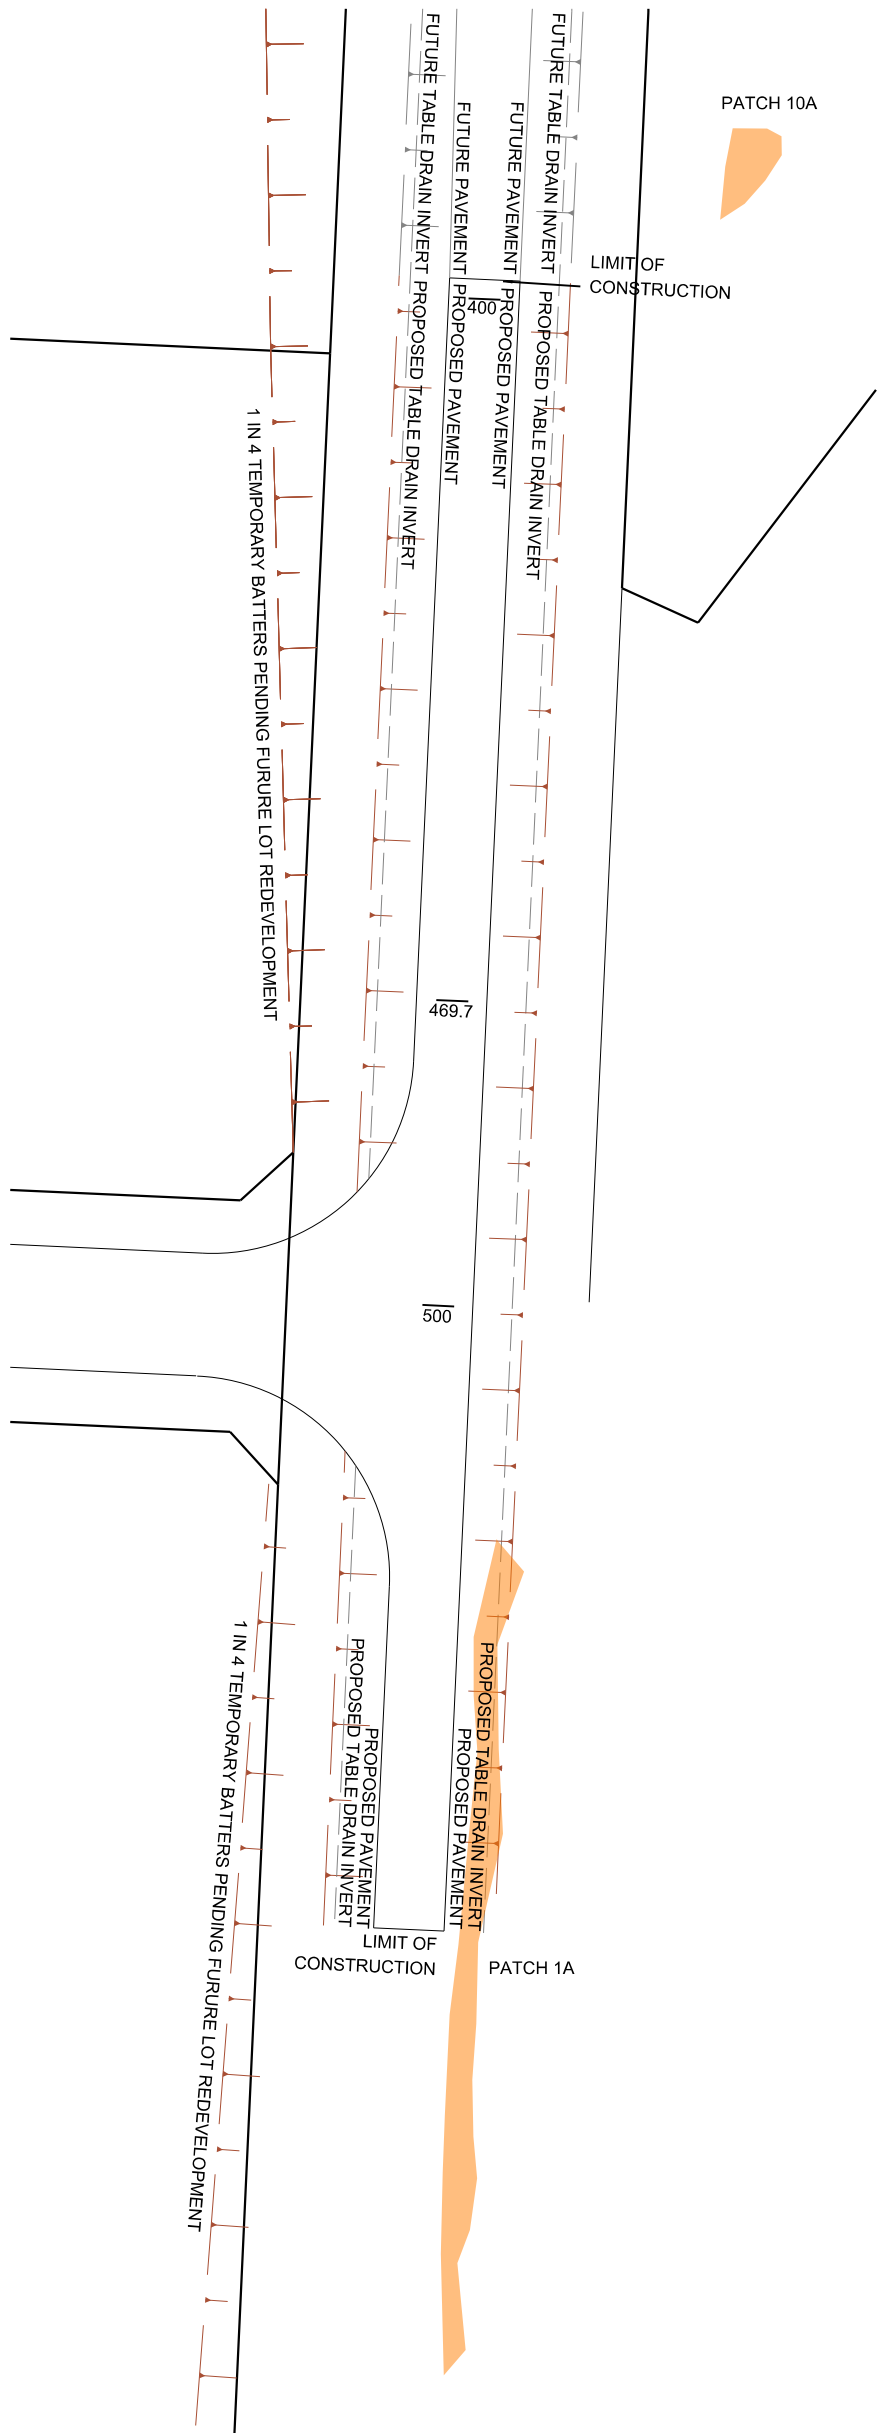 FUTURE TABLE DRAIN INVERT
FUTURE PAVEMENT
FUTURE PAVEMENT
FUTURE TABLE DRAIN INVERT
PATCH 10A
LIMIT OF
CONSTRUCTION
400
PROPOSED TABLE DRAIN INVERT
PROPOSED PAVEMENT
PROPOSED PAVEMENT
PROPOSED TABLE DRAIN INVERT
1 IN 4 TEMPORARY BATTERS PENDING FURURE LOT REDEVELOPMENT
469.7
500
1 IN 4 TEMPORARY BATTERS PENDING FURURE LOT REDEVELOPMENT
PROPOSED TABLE DRAIN INVERT
PROPOSED PAVEMENT
PROPOSED PAVEMENT
PROPOSED TABLE DRAIN INVERT
LIMIT OF
CONSTRUCTION
PATCH 1A